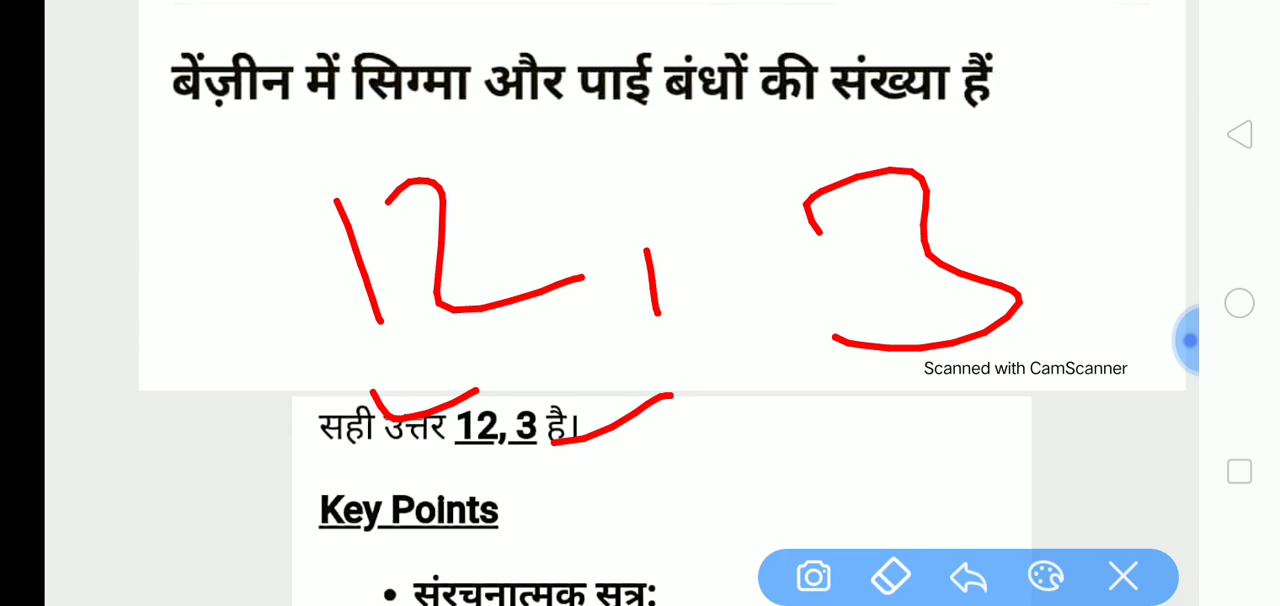 बेंज़ीन में सिग्मा और पाई बंधों की संख्या हैं
12, 3
Scanned with CamScanner
सही उत्तर 12, 3 है।
Key Points
• संरचनात्मक सूत्र: